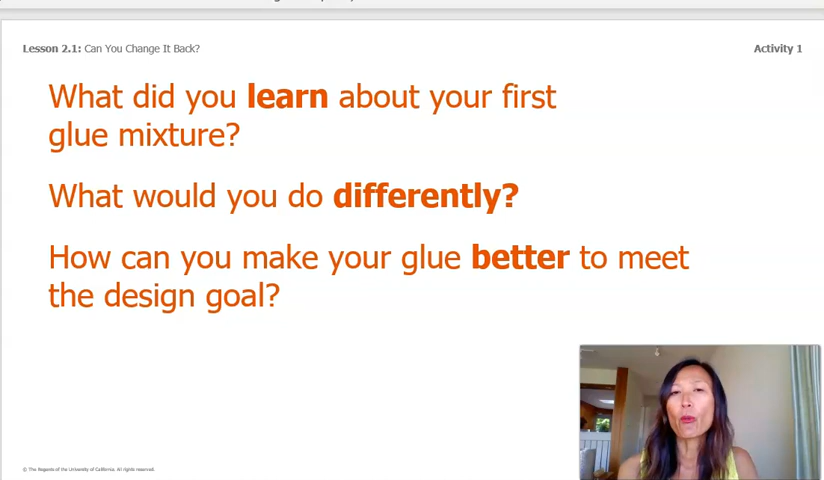 Lesson 2.1: Can You Change It Back?
Activity 1
What did you learn about your first
glue mixture?
What would you do differently?
How can you make your glue better to meet
the design goal?
© The Regents of the University of California. All rights reserved.